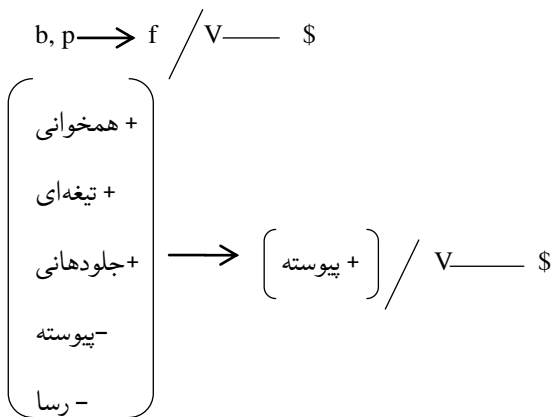 b, p ⟶ f / V—— $
+ همخوانی
+ تیغه‌ای
+جلودهانی ⟶ [+ پیوسته] / V—— $
–پیوسته
– رسا